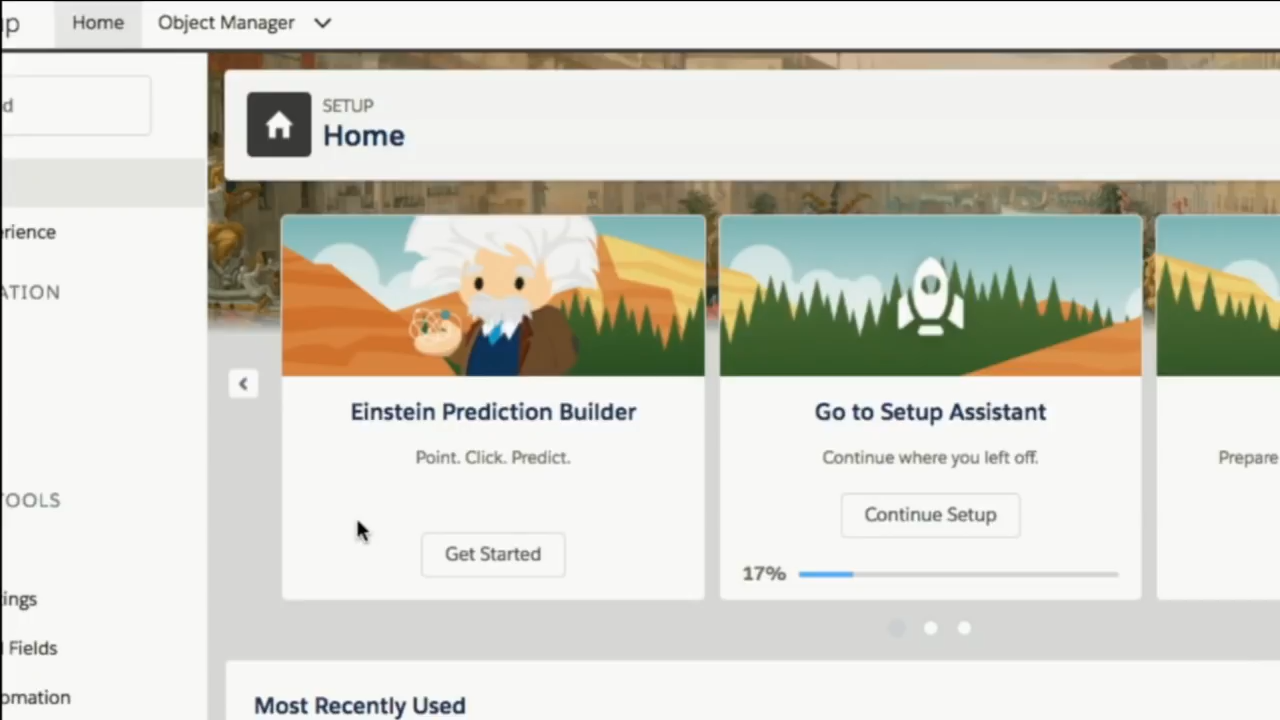 up
Home
Object Manager
d
SETUP
Home
erience
ATION
TOOLS
ings
Fields
omation
Einstein Prediction Builder
Point. Click. Predict.
Get Started
Go to Setup Assistant
Continue where you left off.
Continue Setup
17%
Prepare
Most Recently Used